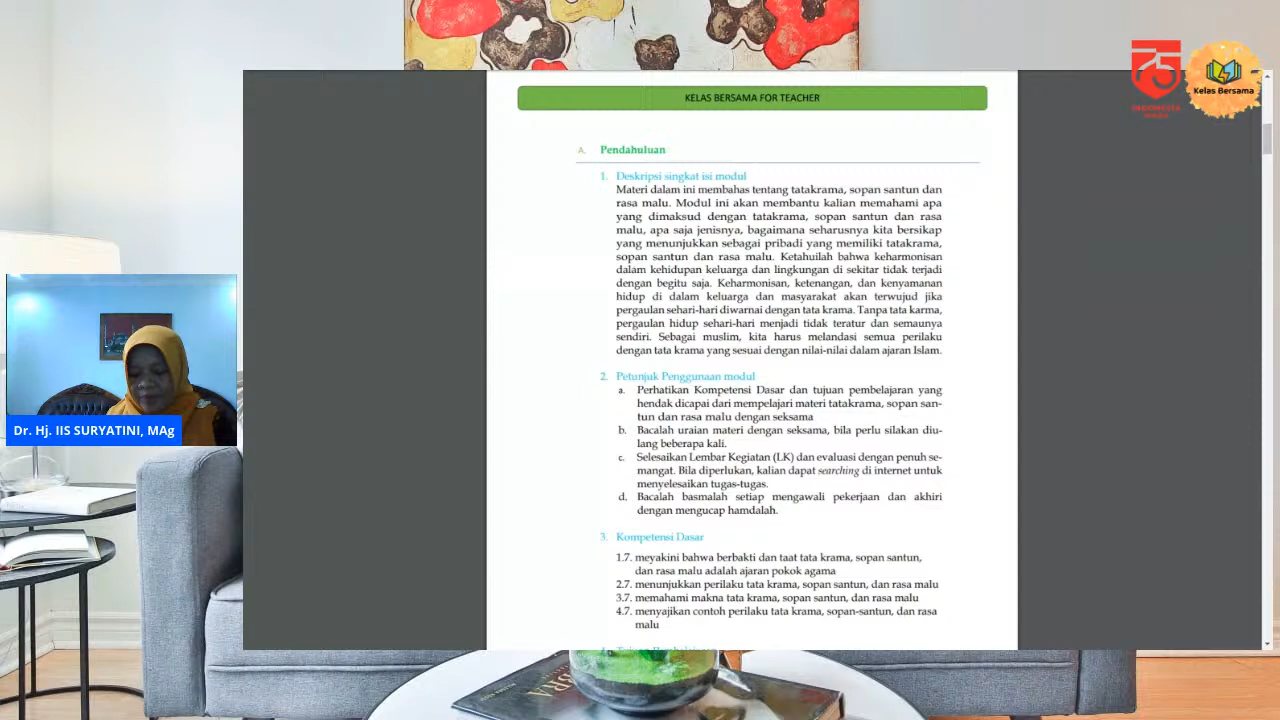 KELAS BERSAMA FOR TEACHER
75
INDONESIA
Kelas Bersama
A. Pendahuluan
1. Deskripsi singkat isi modul
Materi dalam ini membahas tentang tatakrama, sopan santun dan
rasa malu. Modul ini akan membantu kalian memahami apa
yang dimaksud dengan tatakrama, sopan santun dan rasa
malu, apa saja jenisnya, bagaimana seharusnya kita bersikap
yang menunjukkan sebagai pribadi yang memiliki tatakrama,
sopan santun dan rasa malu. Ketahuilah bahwa keharmonisan
dalam kehidupan keluarga dan lingkungan di sekitar tidak terjadi
dengan begitu saja. Keharmonisan, ketenangan, dan kenyamanan
hidup di dalam keluarga dan masyarakat akan terwujud jika
pergaulan sehari-hari diwarnai dengan tata krama. Tanpa tata karma,
pergaulan hidup sehari-hari menjadi tidak teratur dan semaunya
sendiri. Sebagai muslim, kita harus melandasi semua perilaku
dengan tata krama yang sesuai dengan nilai-nilai dalam ajaran Islam.
2. Petunjuk Penggunaan modul
a. Perhatikan Kompetensi Dasar dan tujuan pembelajaran yang
hendak dicapai dari mempelajari materi tatakrama, sopan san-
tun dan rasa malu dengan seksama
b. Bacalah uraian materi dengan seksama, bila perlu silakan diu-
lang beberapa kali.
c. Selesaikan Lembar Kegiatan (LK) dan evaluasi dengan penuh se-
mangat. Bila diperlukan, kalian dapat searching di internet untuk
menyelesaikan tugas-tugas.
d. Bacalah basmalah setiap mengawali pekerjaan dan akhiri
dengan mengucap hamdalah.
3. Kompetensi Dasar
1.7. meyakini bahwa berbakti dan taat tata krama, sopan santun,
dan rasa malu adalah ajaran pokok agama
2.7. menunjukkan perilaku tata krama, sopan santun, dan rasa malu
3.7. memahami makna tata krama, sopan santun, dan rasa malu
4.7. menyajikan contoh perilaku tata krama, sopan-santun, dan rasa
malu
Dr. Hj. IIS SURYATINI, MAg